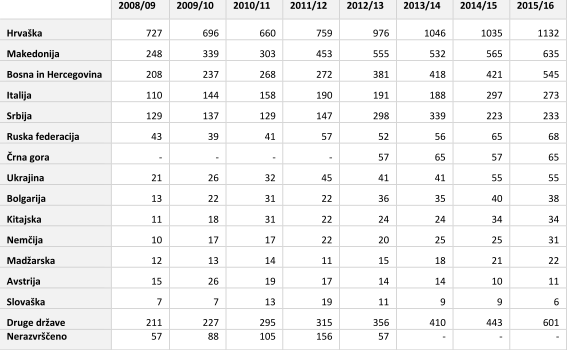 2008/09 2009/10 2010/11 2011/12 2012/13 2013/14 2014/15 2015/16
Hrvaška 727 696 660 759 976 1046 1035 1132
Makedonija 248 339 303 453 555 532 565 635
Bosna in Hercegovina 208 237 268 272 381 418 421 545
Italija 110 144 158 190 191 188 297 273
Srbija 129 137 129 147 298 339 223 233
Ruska federacija 43 39 41 57 52 56 65 68
Črna gora - - - - 57 65 57 65
Ukrajina 21 26 32 45 41 41 55 55
Bolgarija 13 22 31 22 36 35 40 38
Kitajska 11 18 31 22 24 24 34 34
Nemčija 10 17 17 22 20 25 25 31
Madžarska 12 13 14 11 15 18 21 22
Avstrija 15 26 19 17 14 14 10 11
Slovaška 7 7 13 19 11 9 9 6
Druge države 211 227 295 315 356 410 443 601
Nerazvrščeno 57 88 105 156 57 - - -